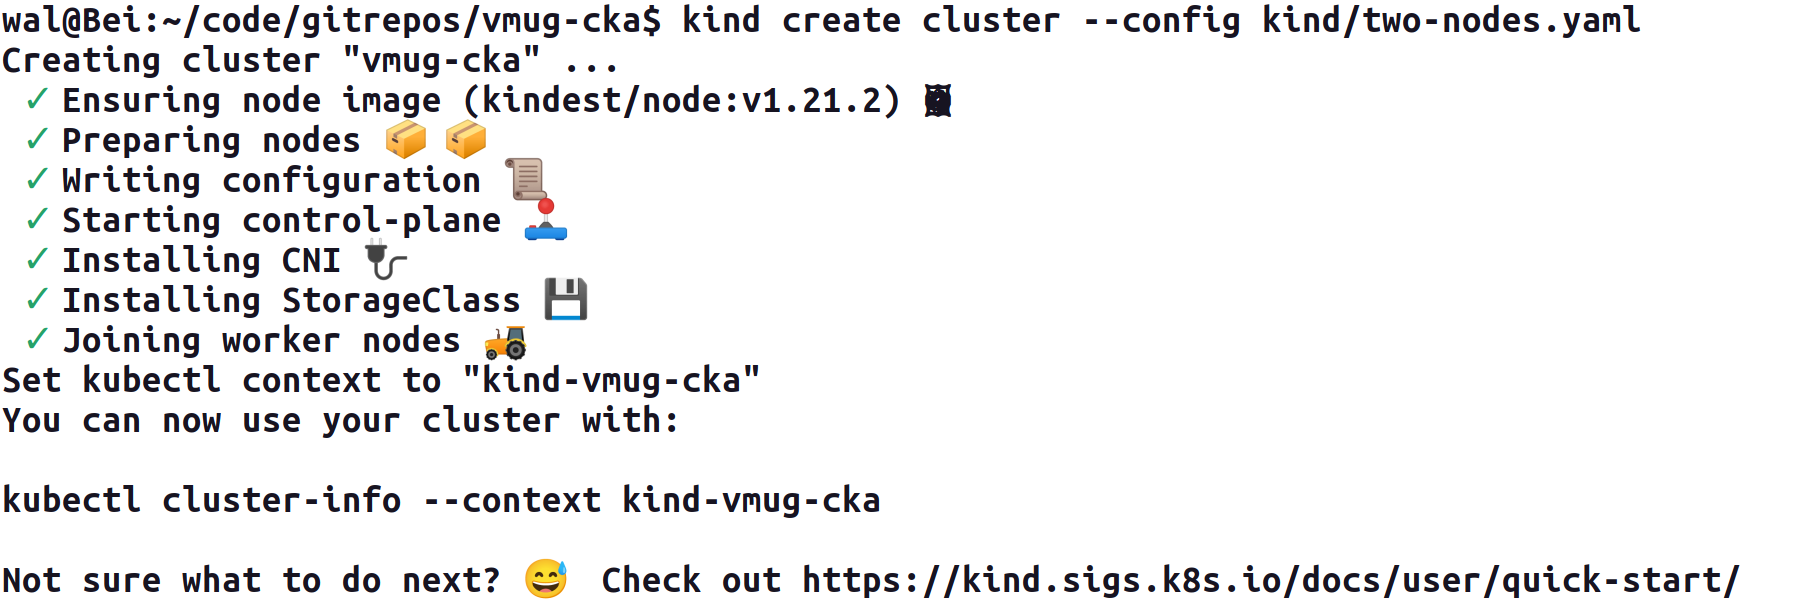 wal@Bei:~/code/gitrepos/vmug-cka$ kind create cluster --config kind/two-nodes.yaml
Creating cluster "vmug-cka" ...
✓ Ensuring node image (kindest/node:v1.21.2)
✓ Preparing nodes 📦 📦
✓ Writing configuration 📜
✓ Starting control-plane 🕹️
✓ Installing CNI 🔌
✓ Installing StorageClass 💾
✓ Joining worker nodes 🚜
Set kubectl context to "kind-vmug-cka"
You can now use your cluster with:
kubectl cluster-info --context kind-vmug-cka
Not sure what to do next? 😅 Check out https://kind.sigs.k8s.io/docs/user/quick-start/